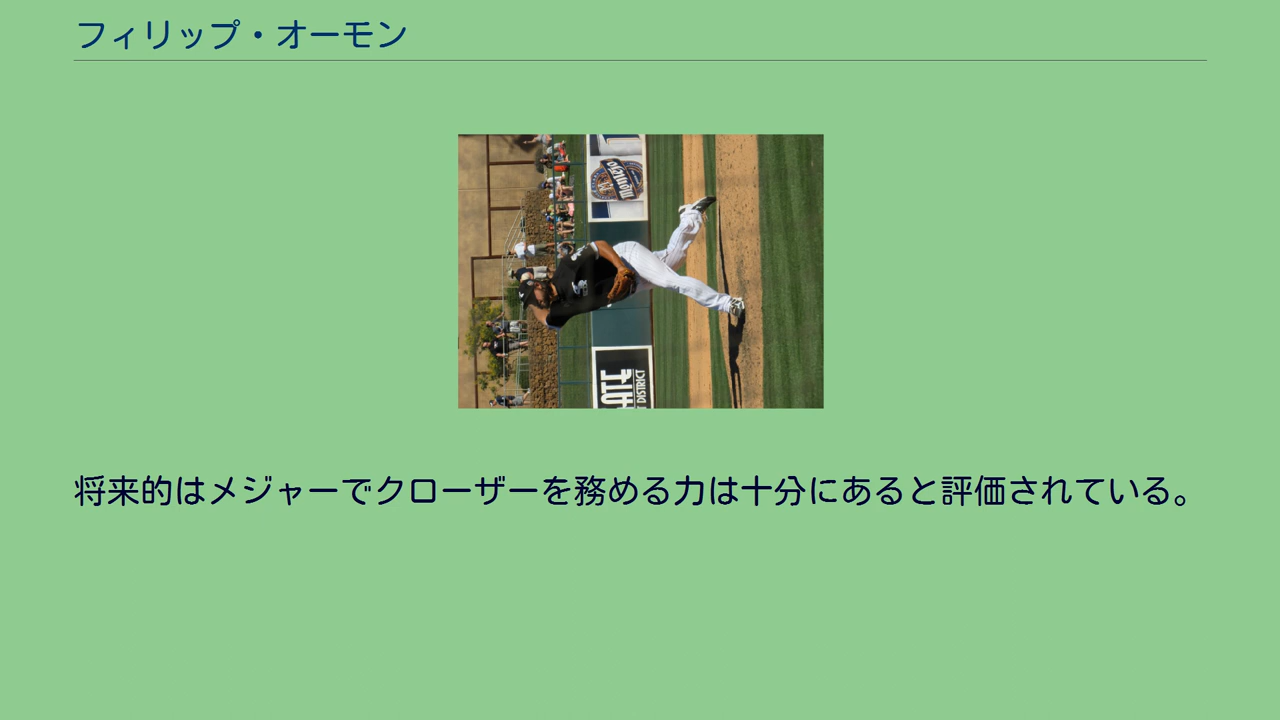 フィリップ・オーモン
Montelo
DISTRICT
将来的はメジャーでクローザーを務める力は十分にあると評価されている。